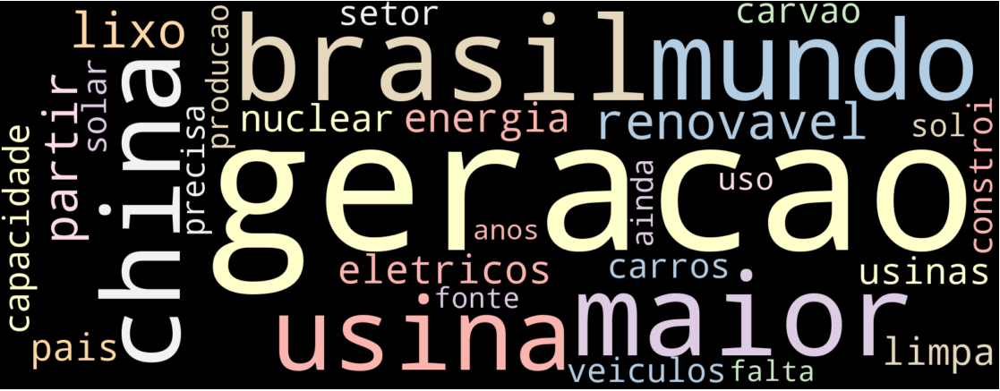 setor
carvao
lixo
producao
brasil
mundo
china
solar
partir
nuclear
energia
renovavel
sol
constroi
precisa
capacidade
geracao
uso
ainda
anos
eletricos
carros
usinas
fonte
usina
maior
pais
limpa
veiculos
falta